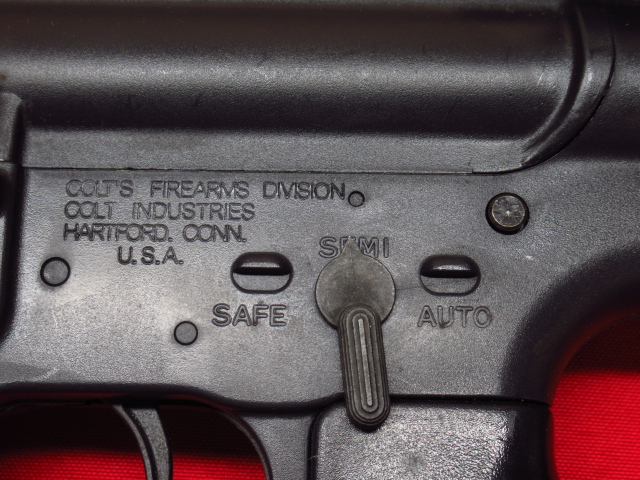 COLT'S FIREARMS DIVISION
COLT INDUSTRIES
HARTFORD. CONN.
U.S.A.
SEMI
SAFE
AUTO